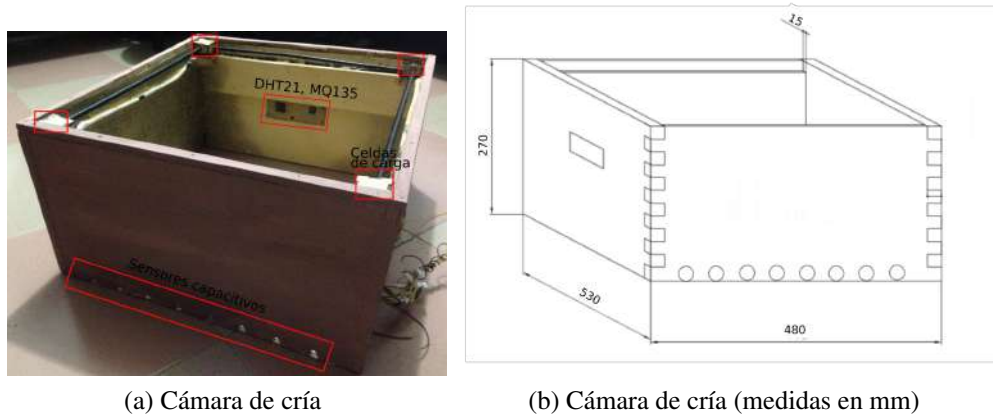 DHT21, MQ135
Celdas
de carga
Sensores capacitivos
15
270
530
480
(a) Cámara de cría
(b) Cámara de cría (medidas en mm)